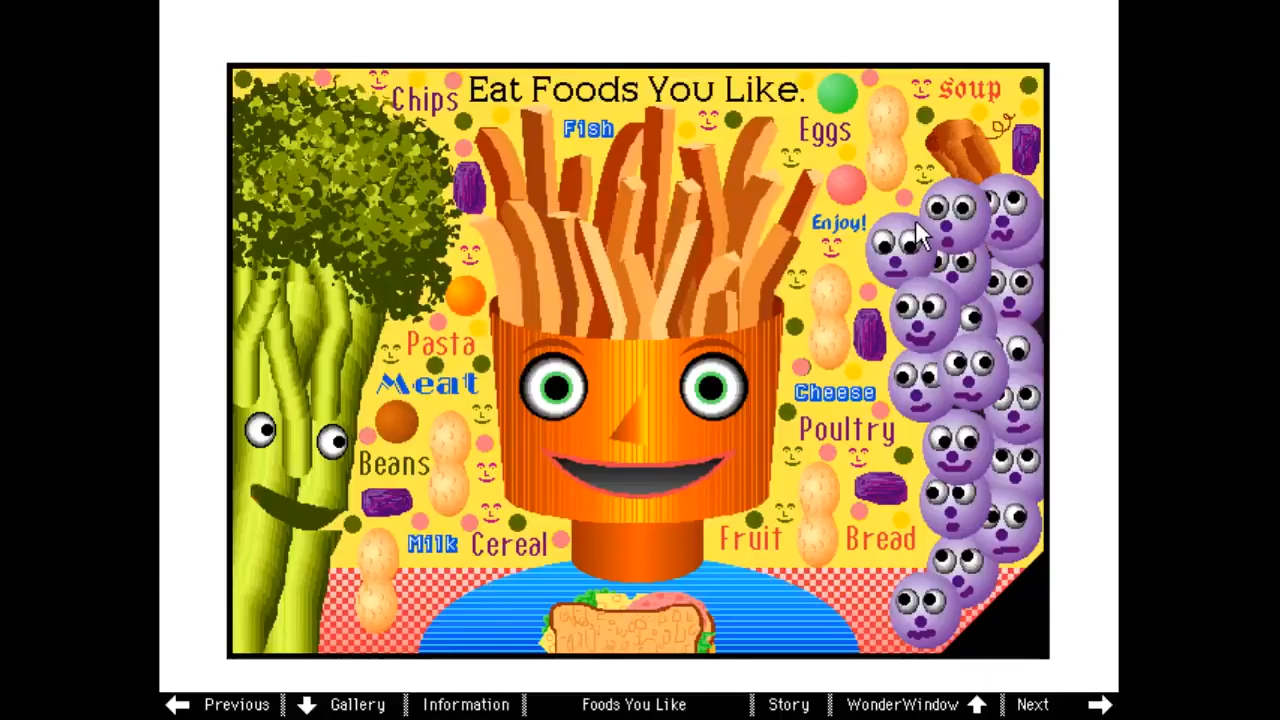 Eat Foods You Like.
Chips
Fish
Eggs
Soup
Enjoy!
Pasta
Meat
Cheese
Poultry
Beans
Milk
Cereal
Fruit
Bread
Previous
Gallery
Information
Foods You Like
Story
WonderWindow
Next